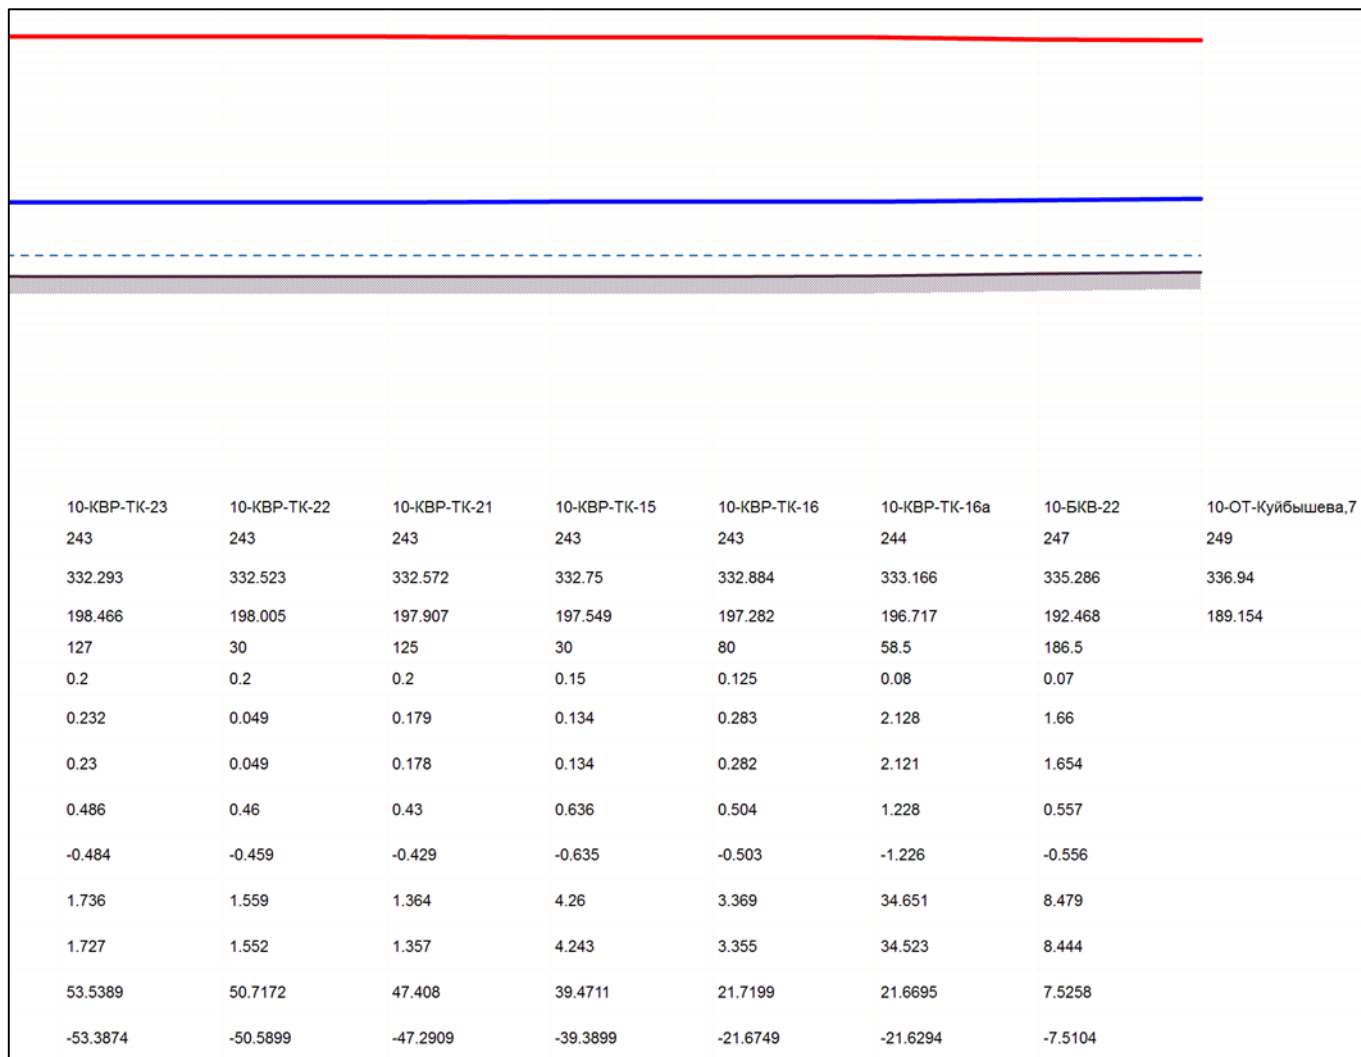 10-КВР-ТК-23 10-КВР-ТК-22 10-КВР-ТК-21 10-КВР-ТК-15 10-КВР-ТК-16 10-КВР-ТК-16а 10-БКВ-22 10-ОТ-Куйбышева,7
243 243 243 243 243 244 247 249
332.293 332.523 332.572 332.75 332.884 333.166 335.286 336.94
198.466 198.005 197.907 197.549 197.282 196.717 192.468 189.154
127 30 125 30 80 58.5 186.5
0.2 0.2 0.2 0.15 0.125 0.08 0.07
0.232 0.049 0.179 0.134 0.283 2.128 1.66
0.23 0.049 0.178 0.134 0.282 2.121 1.654
0.486 0.46 0.43 0.636 0.504 1.228 0.557
-0.484 -0.459 -0.429 -0.635 -0.503 -1.226 -0.556
1.736 1.559 1.364 4.26 3.369 34.651 8.479
1.727 1.552 1.357 4.243 3.355 34.523 8.444
53.5389 50.7172 47.408 39.4711 21.7199 21.6695 7.5258
-53.3874 -50.5899 -47.2909 -39.3899 -21.6749 -21.6294 -7.5104